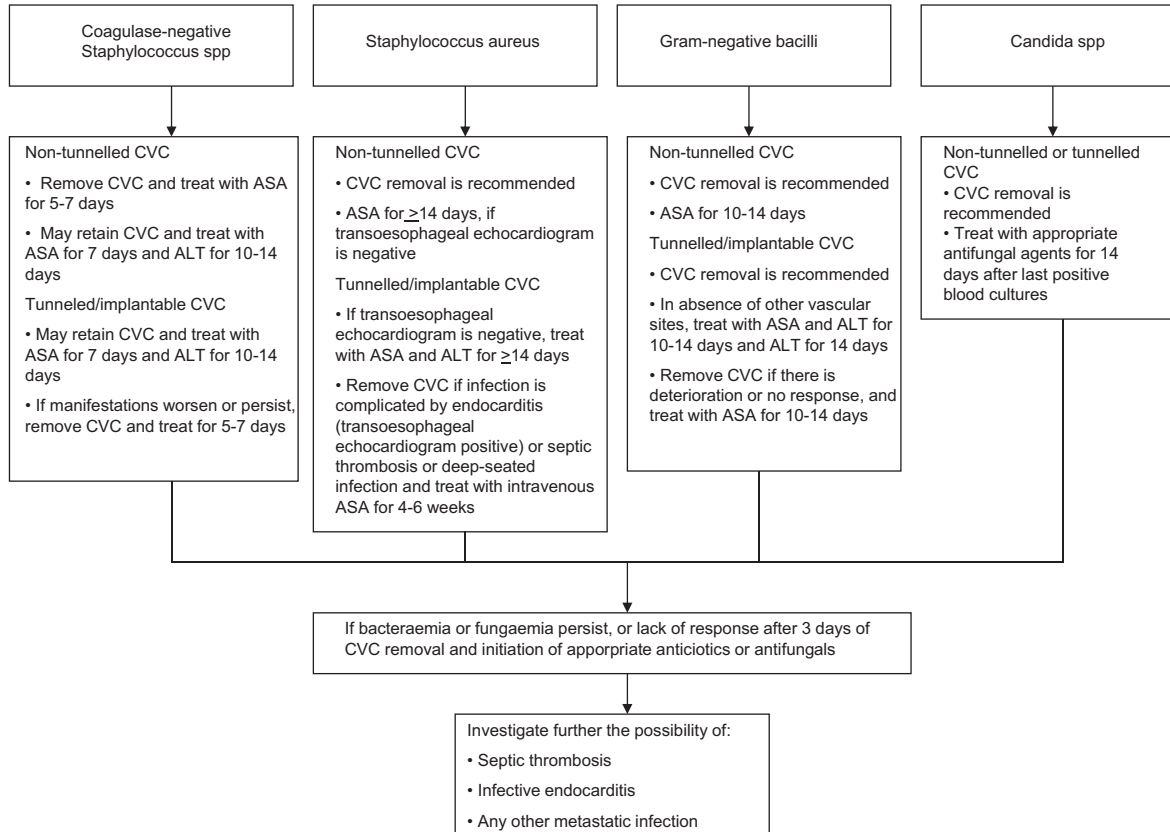 Coagulase-negative
Staphylococcus spp
Staphylococcus aureus
Gram-negative bacilli
Candida spp
Non-tunnelled CVC
• Remove CVC and treat with ASA
for 5-7 days
• May retain CVC and treat with
ASA for 7 days and ALT for 10-14
days
Tunneled/implantable CVC
• May retain CVC and treat with
ASA for 7 days and ALT for 10-14
days
• If manifestations worsen or persist,
remove CVC and treat for 5-7 days
Non-tunnelled CVC
• CVC removal is recommended
• ASA for >14 days, if
transoesophageal echocardiogram
is negative
Tunnelled/implantable CVC
• If transoesophageal
echocardiogram is negative, treat
with ASA and ALT for >14 days
• Remove CVC if infection is
complicated by endocarditis
(transoesophageal
echocardiogram positive) or septic
thrombosis or deep-seated
infection and treat with intravenous
ASA for 4-6 weeks
Non-tunnelled CVC
• CVC removal is recommended
• ASA for 10-14 days
Tunnelled/implantable CVC
• CVC removal is recommended
• In absence of other vascular
sites, treat with ASA and ALT for
10-14 days and ALT for 14 days
• Remove CVC if there is
deterioration or no response, and
treat with ASA for 10-14 days
Non-tunnelled or tunnelled
CVC
• CVC removal is
recommended
• Treat with appropriate
antifungal agents for 14
days after last positive
blood cultures
If bacteraemia or fungaemia persist, or lack of response after 3 days of
CVC removal and initiation of apporpriate anticiotics or antifungals
Investigate further the possibility of:
• Septic thrombosis
• Infective endocarditis
• Any other metastatic infection